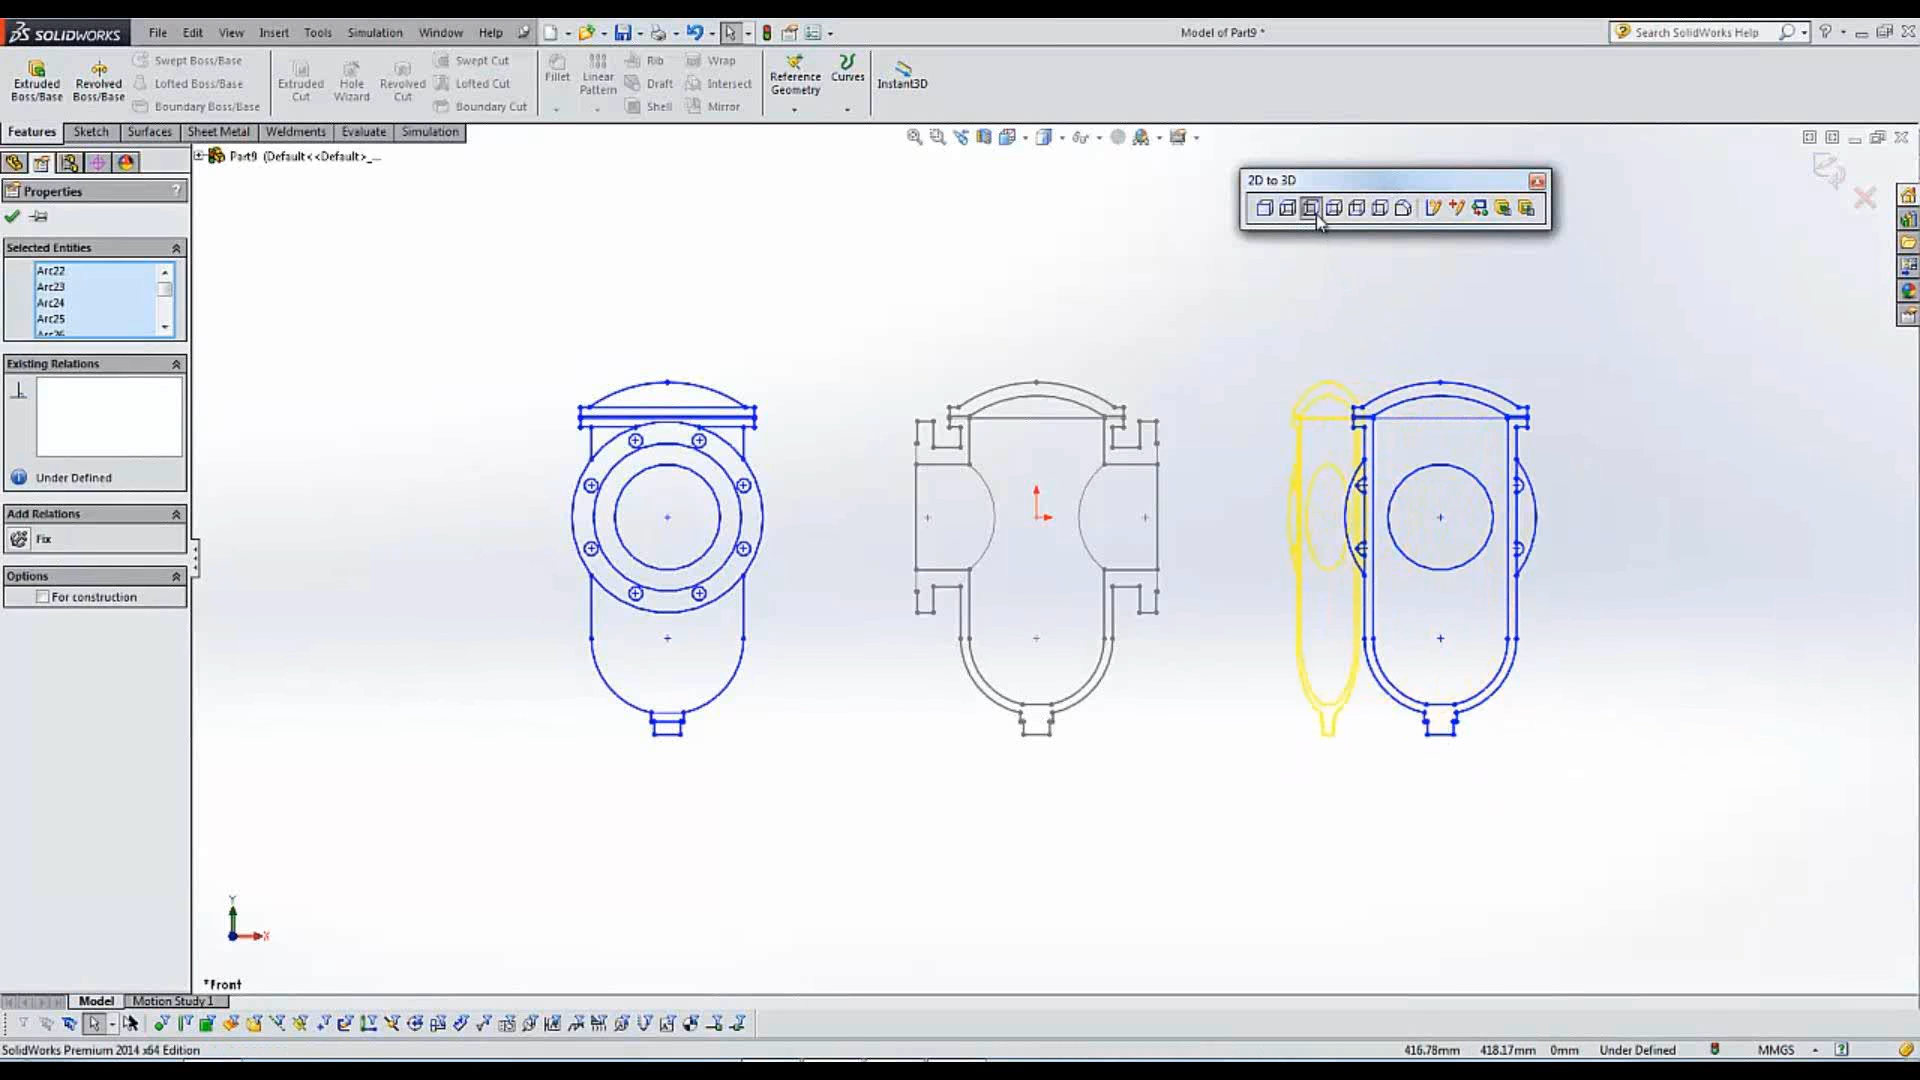 SOLIDWORKS File Edit View Insert Tools Simulation Window Help Model of Part9 * Search SolidWorks Help
Extruded Boss/Base
Revolved Boss/Base
Swept Boss/Base
Lofted Boss/Base
Boundary Boss/Base
Extruded Cut
Hole Wizard
Revolved Cut
Swept Cut
Lofted Cut
Boundary Cut
Fillet
Linear Pattern
Rib
Draft
Shell
Wrap
Intersect
Mirror
Reference Geometry
Curves
Instant3D
Features Sketch Surfaces Sheet Metal Weldments Evaluate Simulation
Part9 (Default<<Default>_...
2D to 3D
Properties ?
Selected Entities
Arc22
Arc23
Arc24
Arc25
Arc26
Existing Relations
Under Defined
Add Relations
Fix
Options
For construction
Y
X
*Front
Model Motion Study 1
SolidWorks Premium 2014 x64 Edition 416.78mm 418.17mm 0mm Under Defined MMGS